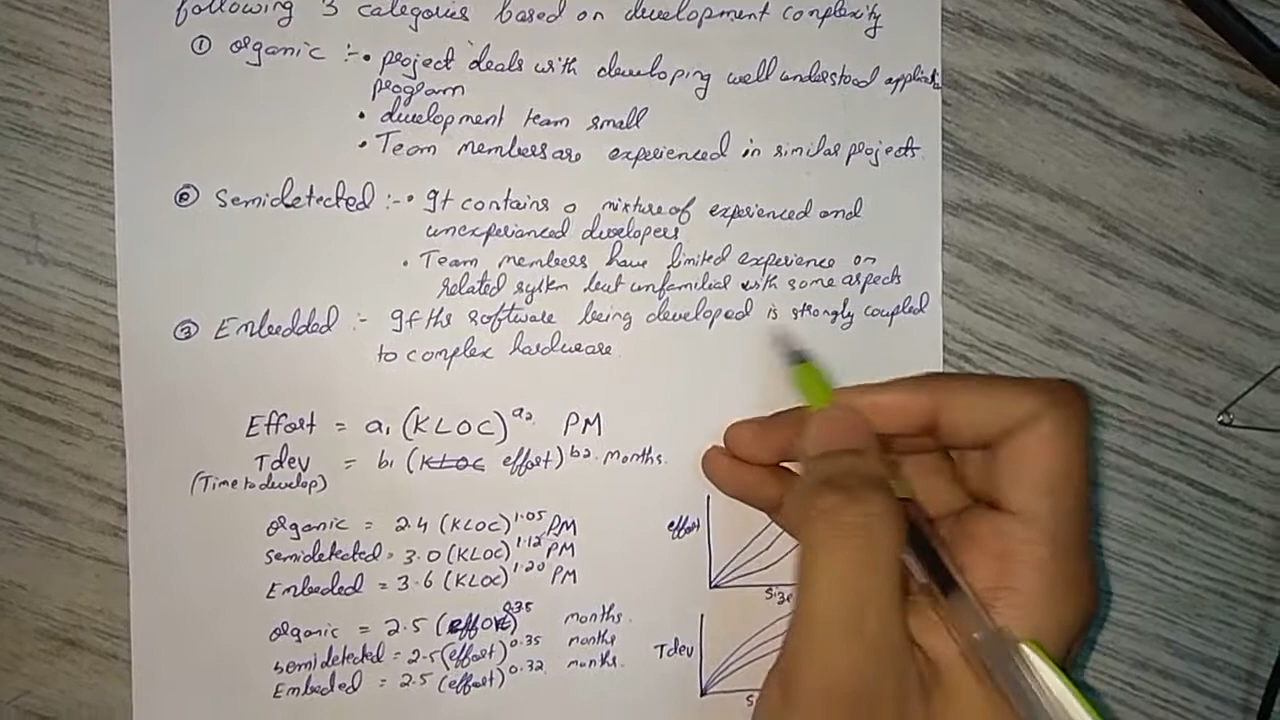 following 3 categories based on development complexity
① Organic :- • project deals with developing well understood applicati
program
• development team small
• Team members are experienced in similar projects.
② Semidetected :- • It contains a mixture of experienced and
unexperianced developers
• Team members have limited experience on
related system but unfamilial with some aspects
③ Embedded :- If the software being developed is strongly coupled
to complex hardware.
Effort = a₁ (KLOC)^a₂ PM
Tdev = b₁ (KLOC effort)^b₂ months.
(Time to develop)
Organic = 2.4 (KLOC)^1.05 PM
Semidetected = 3.0 (KLOC)^1.12 PM
Embeded = 3.6 (KLOC)^1.20 PM
Organic = 2.5 (effort)^0.35 months.
Semidetected = 2.5 (effort)^0.35 months
Embeded = 2.5 (effort)^0.32 months.
effort
Size
Tdev
S